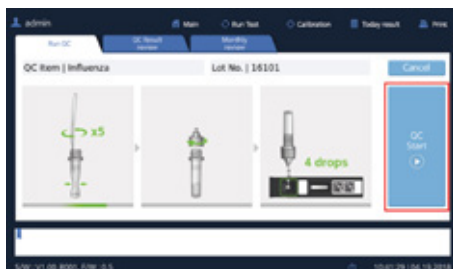 admin
Main
Run Test
Calibration
Today result
Print
Run QC
QC Result
review
Monthly
review
QC Item | Influenza
Lot No. | 16101
Cancel
x5
4 drops
QC
Start